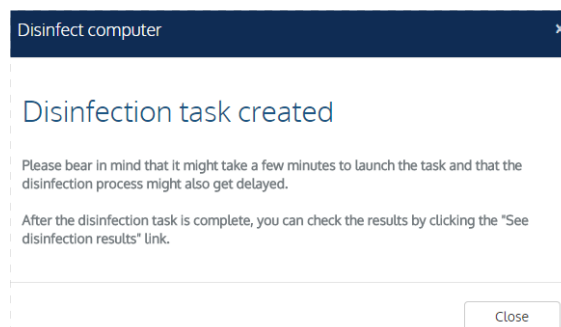 Disinfect computer
Disinfection task created
Please bear in mind that it might take a few minutes to launch the task and that the
disinfection process might also get delayed.
After the disinfection task is complete, you can check the results by clicking the "See
disinfection results" link.
Close